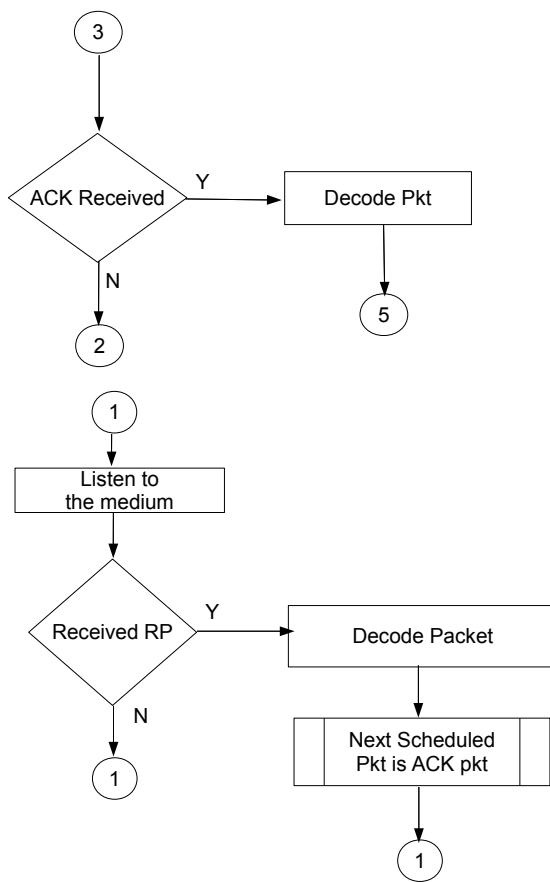 3
ACK Received
Y
Decode Pkt
N
5
2
1
Listen to
the medium
Received RP
Y
Decode Packet
N
Next Scheduled
Pkt is ACK pkt
1
1